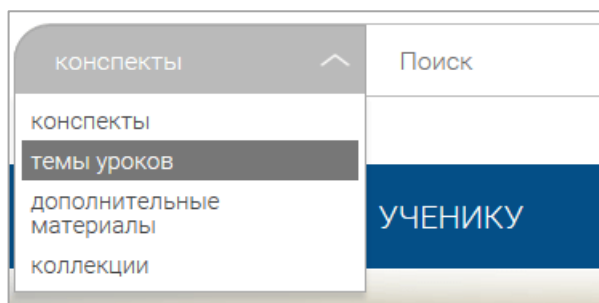 конспекты
Поиск
конспекты
темы уроков
дополнительные
материалы
коллекции
УЧЕНИКУ